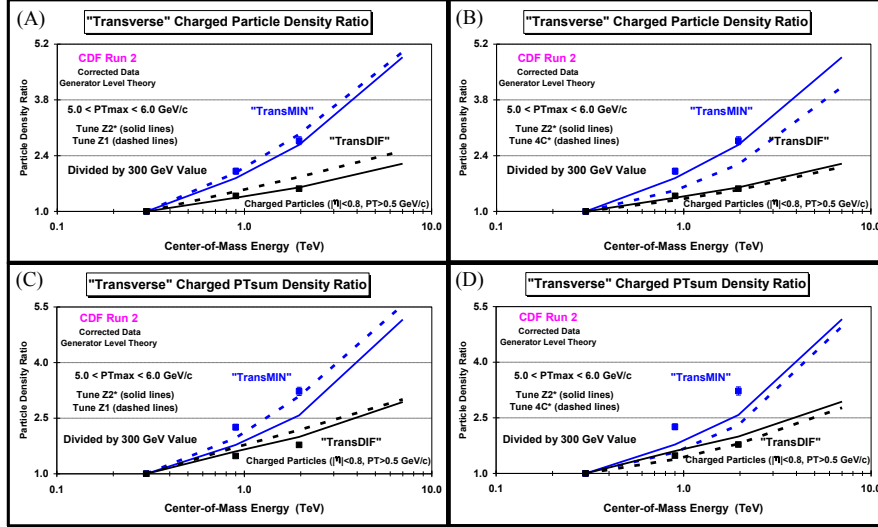 (A)
"Transverse" Charged Particle Density Ratio
5.2
3.8
2.4
1.0
Particle Density Ratio
CDF Run 2
Corrected Data
Generator Level Theory
5.0 < PTmax < 6.0 GeV/c
Tune Z2* (solid lines)
Tune Z1 (dashed lines)
Divided by 300 GeV Value
"TransMIN"
"TransDIF"
Charged Particles (|η|<0.8, PT>0.5 GeV/c)
0.1
1.0
10.0
Center-of-Mass Energy (TeV)
(B)
"Transverse" Charged Particle Density Ratio
5.2
3.8
2.4
1.0
Particle Density Ratio
CDF Run 2
Corrected Data
Generator Level Theory
5.0 < PTmax < 6.0 GeV/c
Tune Z2* (solid lines)
Tune 4C* (dashed lines)
Divided by 300 GeV Value
"TransMIN"
"TransDIF"
Charged Particles (|η|<0.8, PT>0.5 GeV/c)
0.1
1.0
10.0
Center-of-Mass Energy (TeV)
(C)
"Transverse" Charged PTsum Density Ratio
5.5
4.0
2.5
1.0
Particle Density Ratio
CDF Run 2
Corrected Data
Generator Level Theory
5.0 < PTmax < 6.0 GeV/c
Tune Z2* (solid lines)
Tune Z1 (dashed lines)
Divided by 300 GeV Value
"TransMIN"
"TransDIF"
Charged Particles (|η|<0.8, PT>0.5 GeV/c)
0.1
1.0
10.0
Center-of-Mass Energy (TeV)
(D)
"Transverse" Charged PTsum Density Ratio
5.5
4.0
2.5
1.0
Particle Density Ratio
CDF Run 2
Corrected Data
Generator Level Theory
5.0 < PTmax < 6.0 GeV/c
Tune Z2* (solid lines)
Tune 4C* (dashed lines)
Divided by 300 GeV Value
"TransMIN"
"TransDIF"
Charged Particles (|η|<0.8, PT>0.5 GeV/c)
0.1
1.0
10.0
Center-of-Mass Energy (TeV)